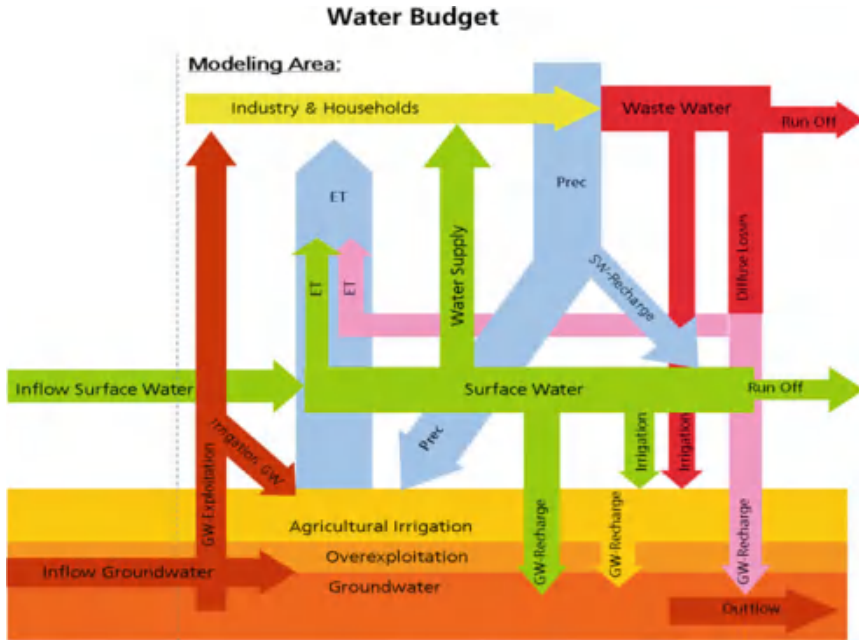 Water Budget
Modeling Area:
Industry & Households
Waste Water
Run Off
ET
Prec
ET
ET
Water Supply
SW-Recharge
Diffuse Losses
Inflow Surface Water
Surface Water
Run Off
Irrigation, GW
Prec
Irrigation
Irrigation
GW-Exploitation
Agricultural Irrigation
GW-Recharge
GW-Recharge
GW-Recharge
Overexploitation
Inflow Groundwater
Groundwater
Outflow